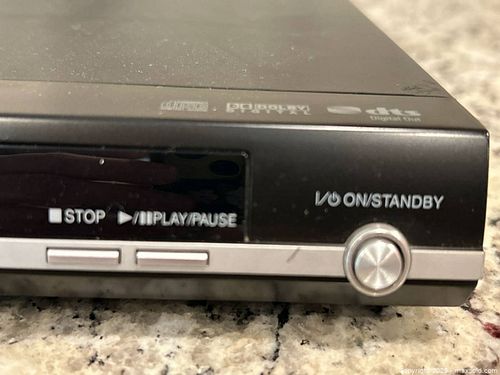 DOLBY
DIGITAL
dts
Digital Out
I/⏻ ON/STANDBY
■ STOP ▶/❚❚ PLAY/PAUSE